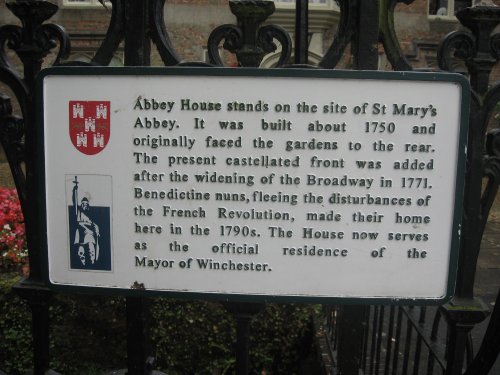 Abbey House stands on the site of St Mary's
Abbey. It was built about 1750 and
originally faced the gardens to the rear.
The present castellated front was added
after the widening of the Broadway in 1771.
Benedictine nuns, fleeing the disturbances of
the French Revolution, made their home
here in the 1790s. The House now serves
as the official residence of the
Mayor of Winchester.